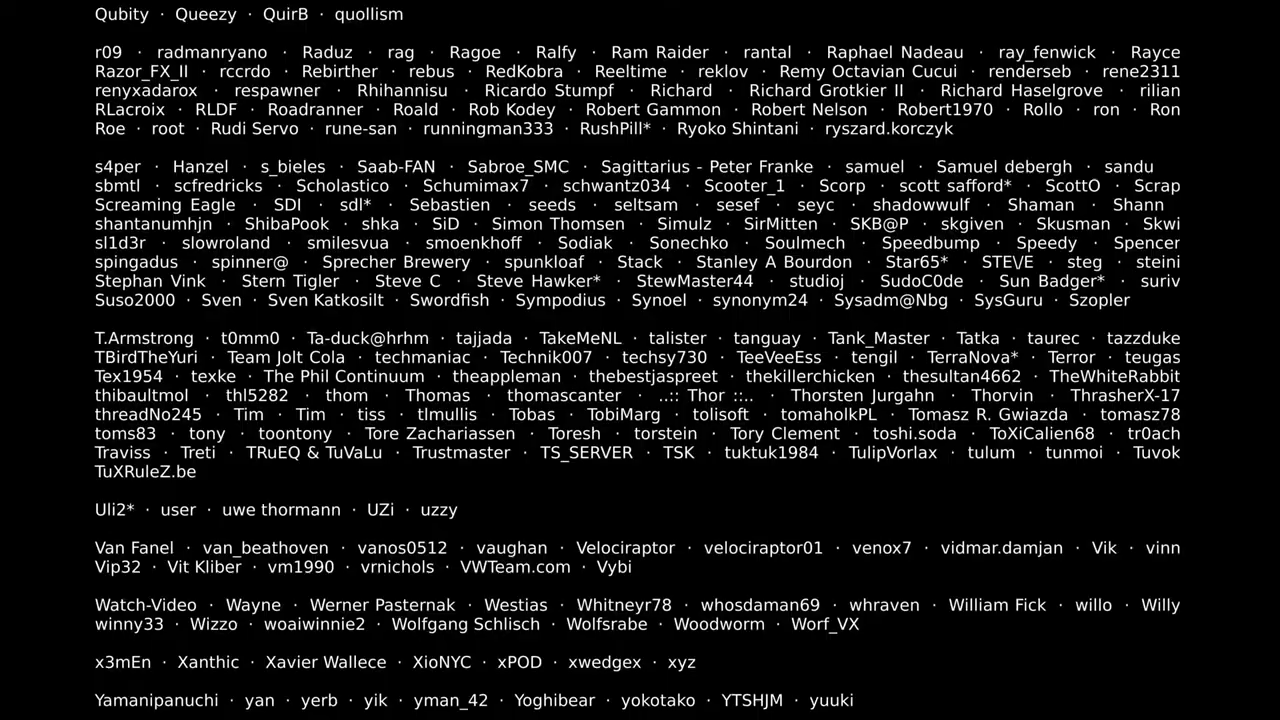 Qubity · Queezy · QuirB · quollism
r09 · radmanryano · Raduz · rag · Ragoe · Ralfy · Ram Raider · rantal · Raphael Nadeau · ray_fenwick · Rayce
Razor_FX_II · rccrdo · Rebirther · rebus · RedKobra · Reeltime · reklov · Remy Octavian Cucui · renderseb · rene2311
renyxadarox · respawner · Rhihannisu · Ricardo Stumpf · Richard · Richard Grotkier II · Richard Haselgrove · rilian
RLacroix · RLDF · Roadranner · Roald · Rob Kodey · Robert Gammon · Robert Nelson · Robert1970 · Rollo · ron · Ron
Roe · root · Rudi Servo · rune-san · runningman333 · RushPill* · Ryoko Shintani · ryszard.korczyk
s4per · Hanzel · s_bieles · Saab-FAN · Sabroe_SMC · Sagittarius - Peter Franke · samuel · Samuel debergh · sandu
sbmtl · scfredricks · Scholastico · Schumimax7 · schwantz034 · Scooter_1 · Scorp · scott safford* · ScottO · Scrap
Screaming Eagle · SDI · sdl* · Sebastien · seeds · seltsam · sesef · seyc · shadowwulf · Shaman · Shann
shantanumhjn · ShibaPook · shka · SiD · Simon Thomsen · Simulz · SirMitten · SKB@P · skgiven · Skusman · Skwi
sl1d3r · slowroland · smilesvua · smoenkhoff · Sodiak · Sonechko · Soulmech · Speedbump · Speedy · Spencer
spingadus · spinner@ · Sprecher Brewery · spunkloaf · Stack · Stanley A Bourdon · Star65* · STE\/E · steg · steini
Stephan Vink · Stern Tigler · Steve C · Steve Hawker* · StewMaster44 · studioj · SudoC0de · Sun Badger* · suriv
Suso2000 · Sven · Sven Katkosilt · Swordfish · Sympodius · Synoel · synonym24 · Sysadm@Nbg · SysGuru · Szopler
T.Armstrong · t0mm0 · Ta-duck@hrhm · tajjada · TakeMeNL · talister · tanguay · Tank_Master · Tatka · taurec · tazzduke
TBirdTheYuri · Team Jolt Cola · techmaniac · Technik007 · techsy730 · TeeVeeEss · tengil · TerraNova* · Terror · teugas
Tex1954 · texke · The Phil Continuum · theappleman · thebestjaspreet · thekillerchicken · thesultan4662 · TheWhiteRabbit
thibaultmol · thl5282 · thom · Thomas · thomascanter · ..:: Thor ::.. · Thorsten Jurgahn · Thorvin · ThrasherX-17
threadNo245 · Tim · Tim · tiss · tlmullis · Tobas · TobiMarg · tolisoft · tomaholkPL · Tomasz R. Gwiazda · tomasz78
toms83 · tony · toontony · Tore Zachariassen · Toresh · torstein · Tory Clement · toshi.soda · ToXiCalien68 · tr0ach
Traviss · Treti · TRuEQ & TuVaLu · Trustmaster · TS_SERVER · TSK · tuktuk1984 · TulipVorlax · tulum · tunmoi · Tuvok
TuXRuleZ.be
Uli2* · user · uwe thormann · UZi · uzzy
Van Fanel · van_beathoven · vanos0512 · vaughan · Velociraptor · velociraptor01 · venox7 · vidmar.damjan · Vik · vinn
Vip32 · Vit Kliber · vm1990 · vrnichols · VWTeam.com · Vybi
Watch-Video · Wayne · Werner Pasternak · Westias · Whitneyr78 · whosdaman69 · whraven · William Fick · willo · Willy
winny33 · Wizzo · woaiwinnie2 · Wolfgang Schlisch · Wolfsrabe · Woodworm · Worf_VX
x3mEn · Xanthic · Xavier Wallece · XioNYC · xPOD · xwedgex · xyz
Yamanipanuchi · yan · yerb · yik · yman_42 · Yoghibear · yokotako · YTSHJM · yuuki